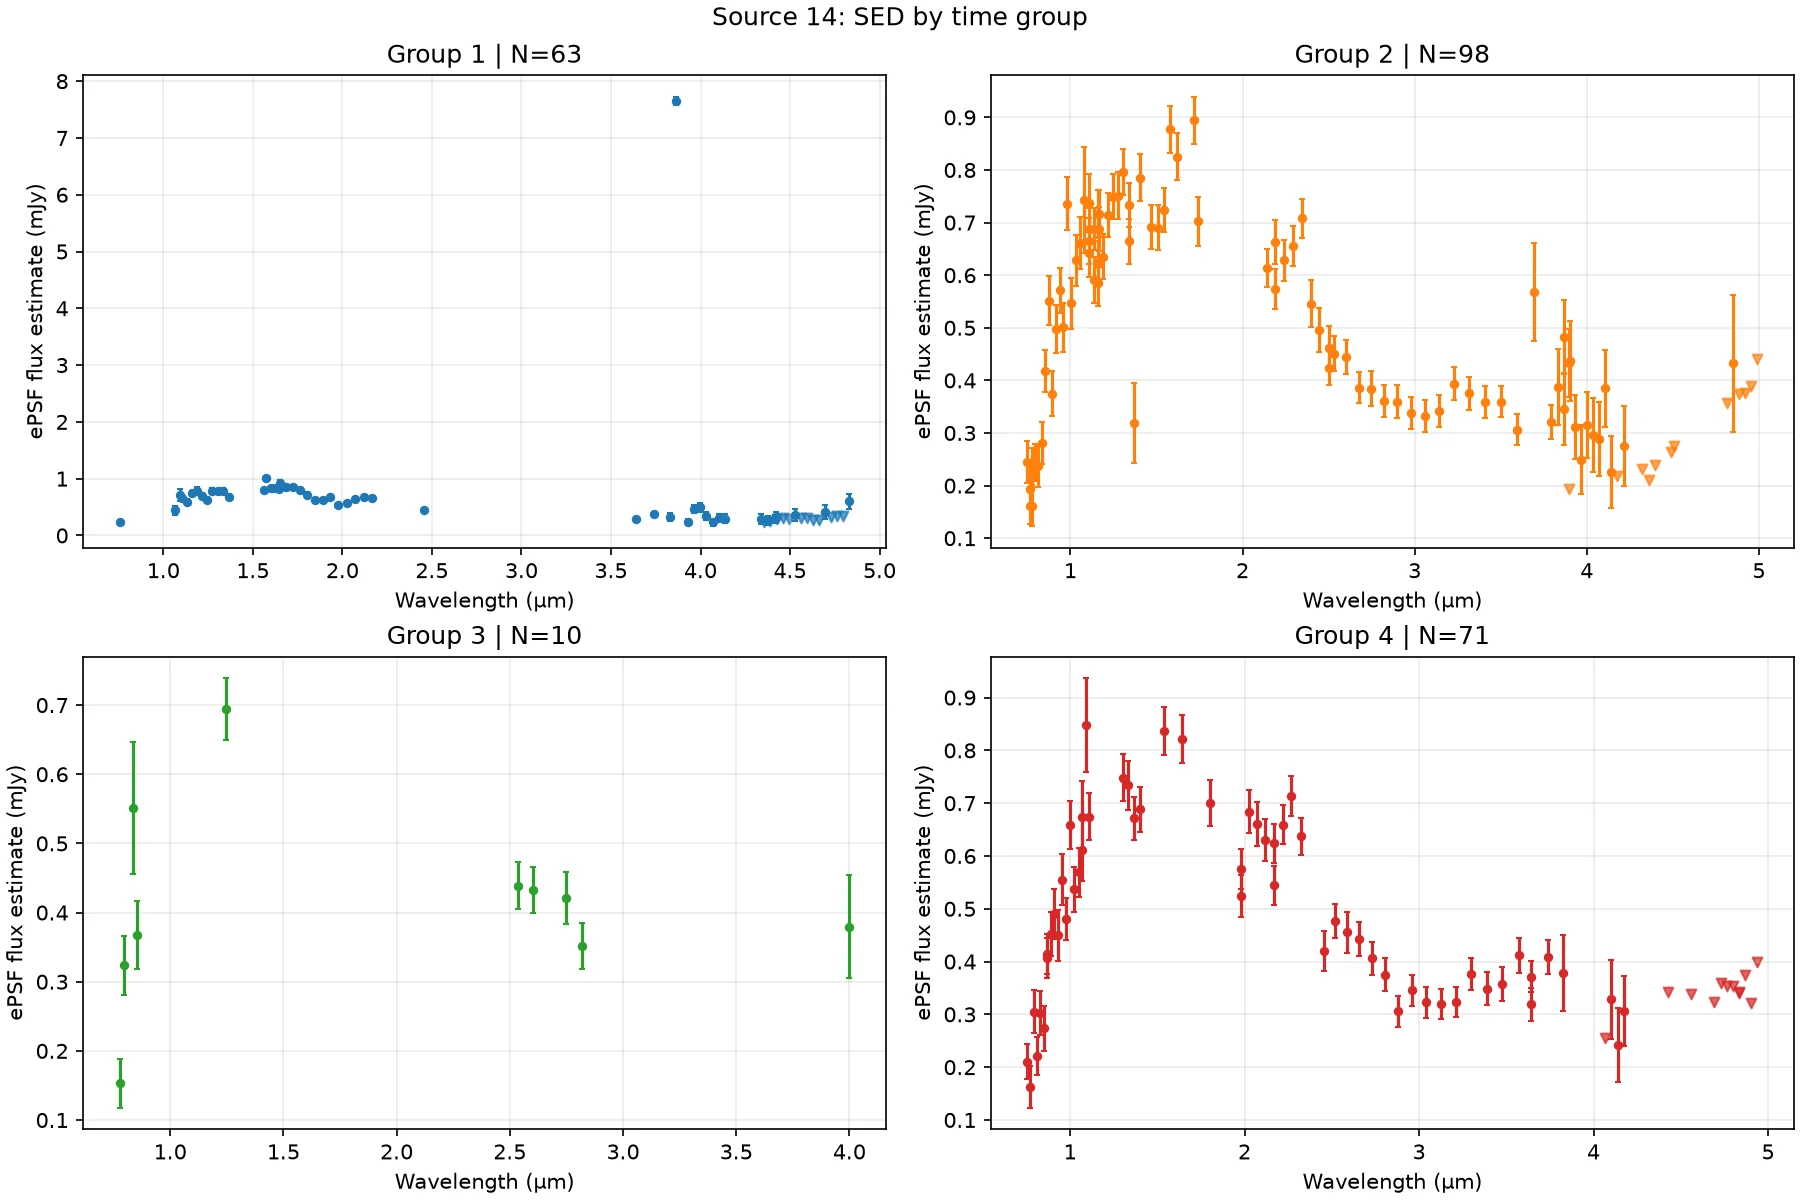 Source 14: SED by time group
Group 1 | N=63
8
7
6
5
4
3
2
1
0
ePSF flux estimate (mJy)
1.0 1.5 2.0 2.5 3.0 3.5 4.0 4.5 5.0
Wavelength (µm)
Group 2 | N=98
0.9
0.8
0.7
0.6
0.5
0.4
0.3
0.2
0.1
ePSF flux estimate (mJy)
1 2 3 4 5
Wavelength (µm)
Group 3 | N=10
0.7
0.6
0.5
0.4
0.3
0.2
0.1
ePSF flux estimate (mJy)
1.0 1.5 2.0 2.5 3.0 3.5 4.0
Wavelength (µm)
Group 4 | N=71
0.9
0.8
0.7
0.6
0.5
0.4
0.3
0.2
0.1
ePSF flux estimate (mJy)
1 2 3 4 5
Wavelength (µm)